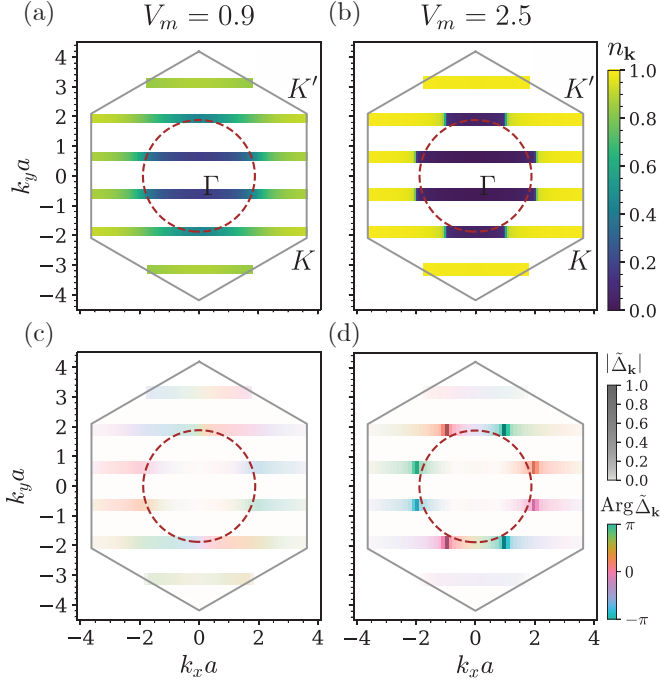 (a) V_m = 0.9 (b) V_m = 2.5 n_k
4 1.0
3 K′ K′
2 0.8
1 0.6
k_y a 0 Γ Γ
−1 0.4
−2 0.2
−3 K K
−4 0.0
(c) (d) |Δ̃_k|
4 1.0
3 0.8
2 0.6
1 0.4
k_y a 0 0.2
−1 0.0
−2 Arg Δ̃_k
−3 π
−4 0
−π
−4 −2 0 2 4 −4 −2 0 2 4
k_x a k_x a